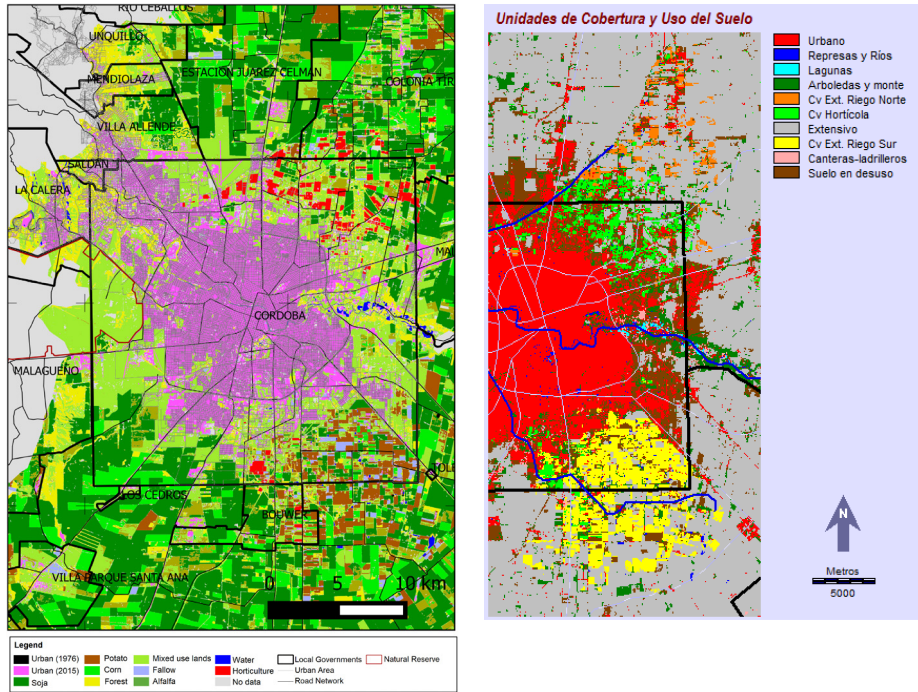 RIO CEBALLOS
UNQUILLO
MENDIOLAZA
ESTACION JUAREZ CELMAN
COLONIA TIR
VILLA ALLENDE
SALDAN
LA CALERA
MAL
CORDOBA
MALAGUEÑO
TOLE
LOS CEDROS
BOUWER
VILLA PARQUE SANTA ANA
0 5 10 km
Legend
Urban (1976) Potato Mixed use lands Water Local Governments Natural Reserve
Urban (2015) Corn Fallow Horticulture Urban Area
Soja Forest Alfalfa No data Road Network
Unidades de Cobertura y Uso del Suelo
Urbano
Represas y Ríos
Lagunas
Arboledas y monte
Cv Ext. Riego Norte
Cv Hortícola
Extensivo
Cv Ext. Riego Sur
Canteras-ladrilleros
Suelo en desuso
N
Metros
5000